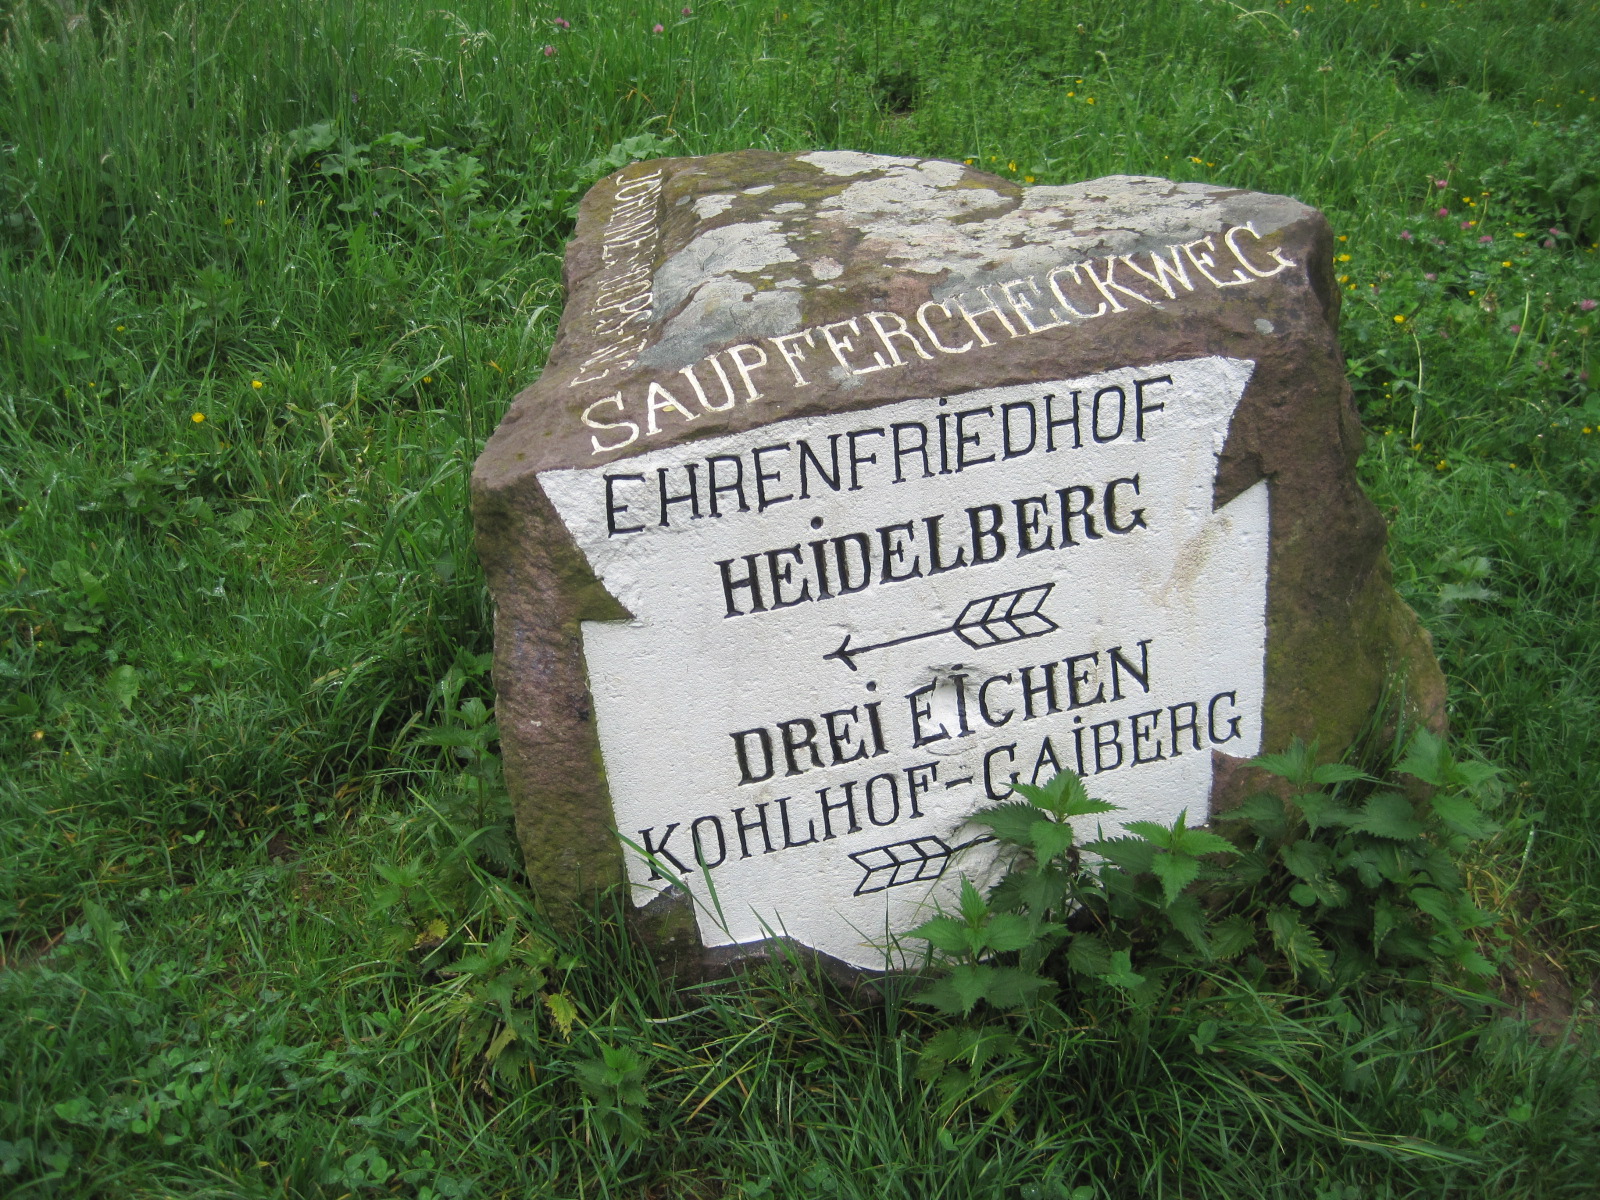 SAUPFERCHECKWEG
EHRENFRIEDHOF
HEIDELBERG
DREI EICHEN
KOHLHOF-GAIBERG